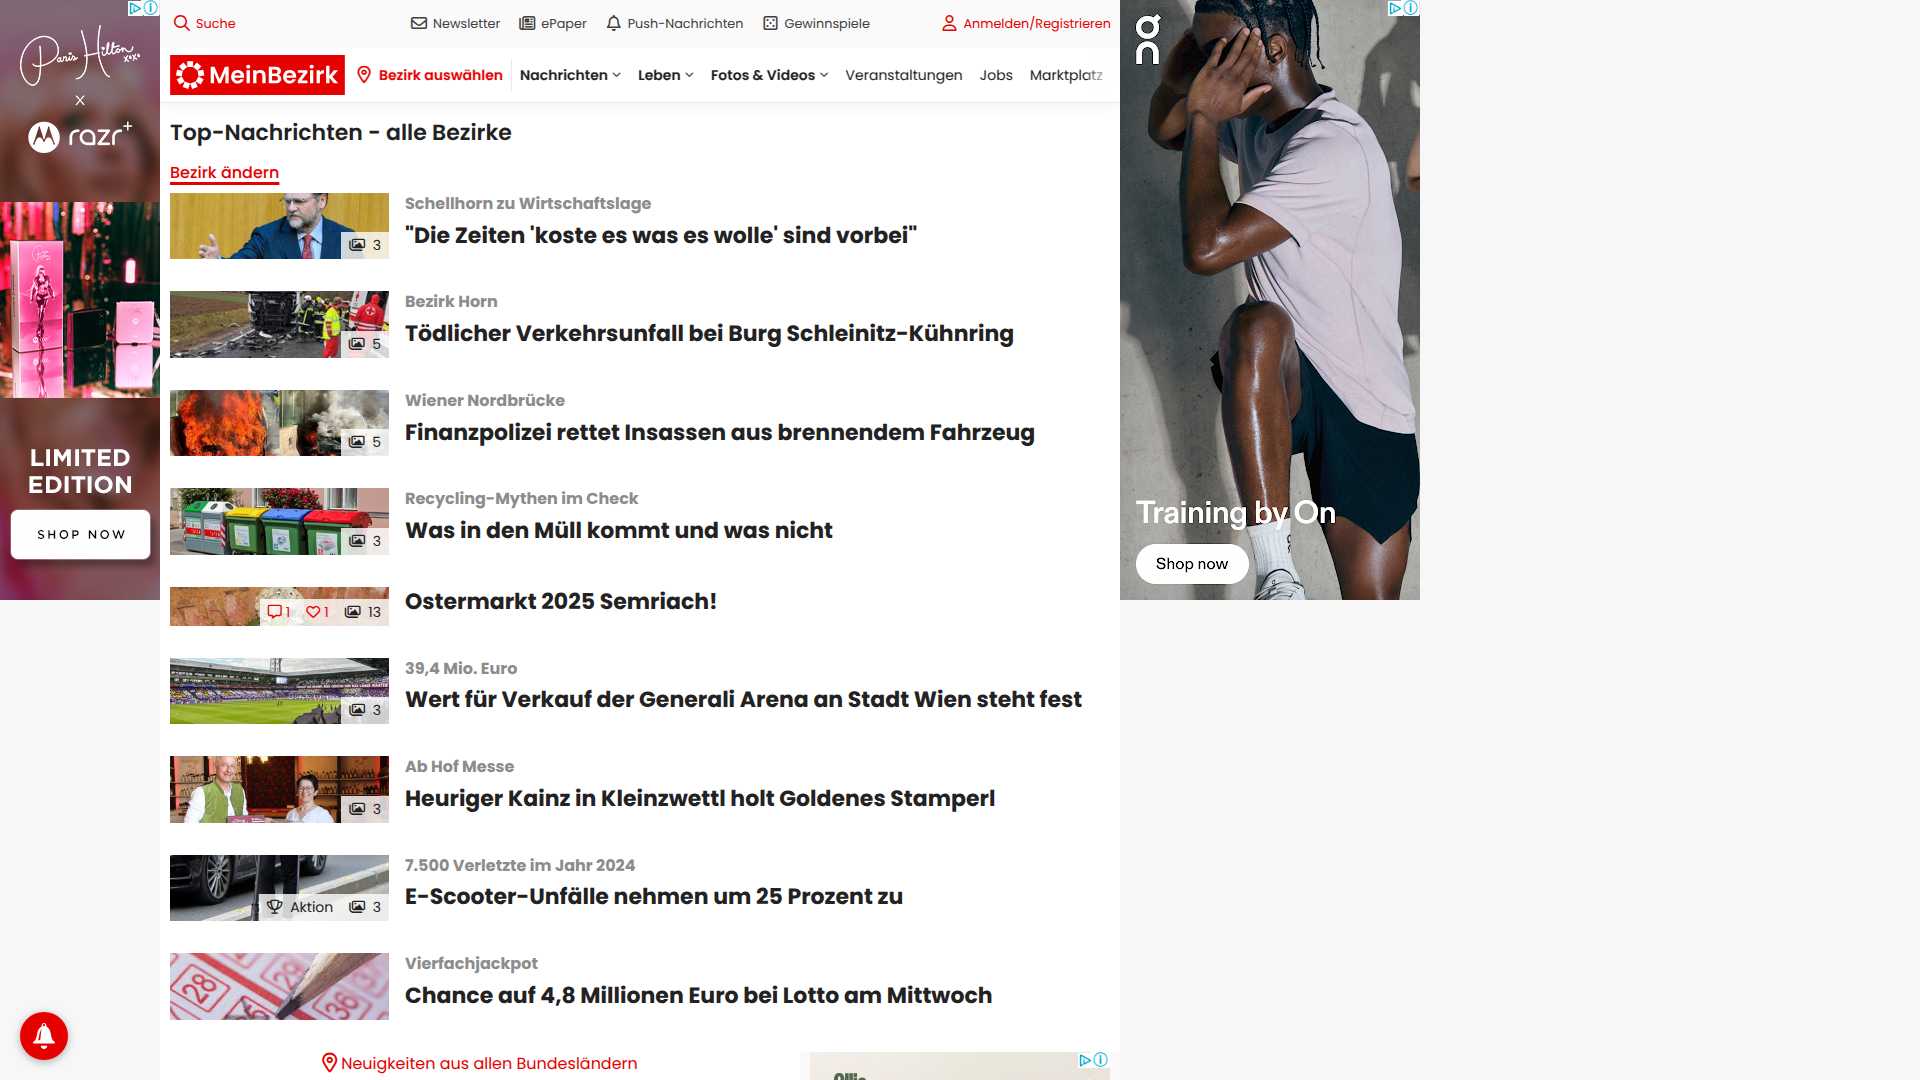 Suche
Newsletter
ePaper
Push-Nachrichten
Gewinnspiele
Anmelden/Registrieren
MeinBezirk
Bezirk auswählen
Nachrichten
Leben
Fotos & Videos
Veranstaltungen
Jobs
Marktplatz
Paris Hilton
xoxo
X
razr+
LIMITED
EDITION
SHOP NOW
Top-Nachrichten - alle Bezirke
Bezirk ändern
3
Schellhorn zu Wirtschaftslage
"Die Zeiten 'koste es was es wolle' sind vorbei"
5
Bezirk Horn
Tödlicher Verkehrsunfall bei Burg Schleinitz-Kühnring
5
Wiener Nordbrücke
Finanzpolizei rettet Insassen aus brennendem Fahrzeug
3
Recycling-Mythen im Check
Was in den Müll kommt und was nicht
1 1 13
Ostermarkt 2025 Semriach!
3
39,4 Mio. Euro
Wert für Verkauf der Generali Arena an Stadt Wien steht fest
3
Ab Hof Messe
Heuriger Kainz in Kleinzwettl holt Goldenes Stamperl
Aktion 3
7.500 Verletzte im Jahr 2024
E-Scooter-Unfälle nehmen um 25 Prozent zu
28 29 36
Vierfachjackpot
Chance auf 4,8 Millionen Euro bei Lotto am Mittwoch
Neuigkeiten aus allen Bundesländern
On
Training by On
Shop now